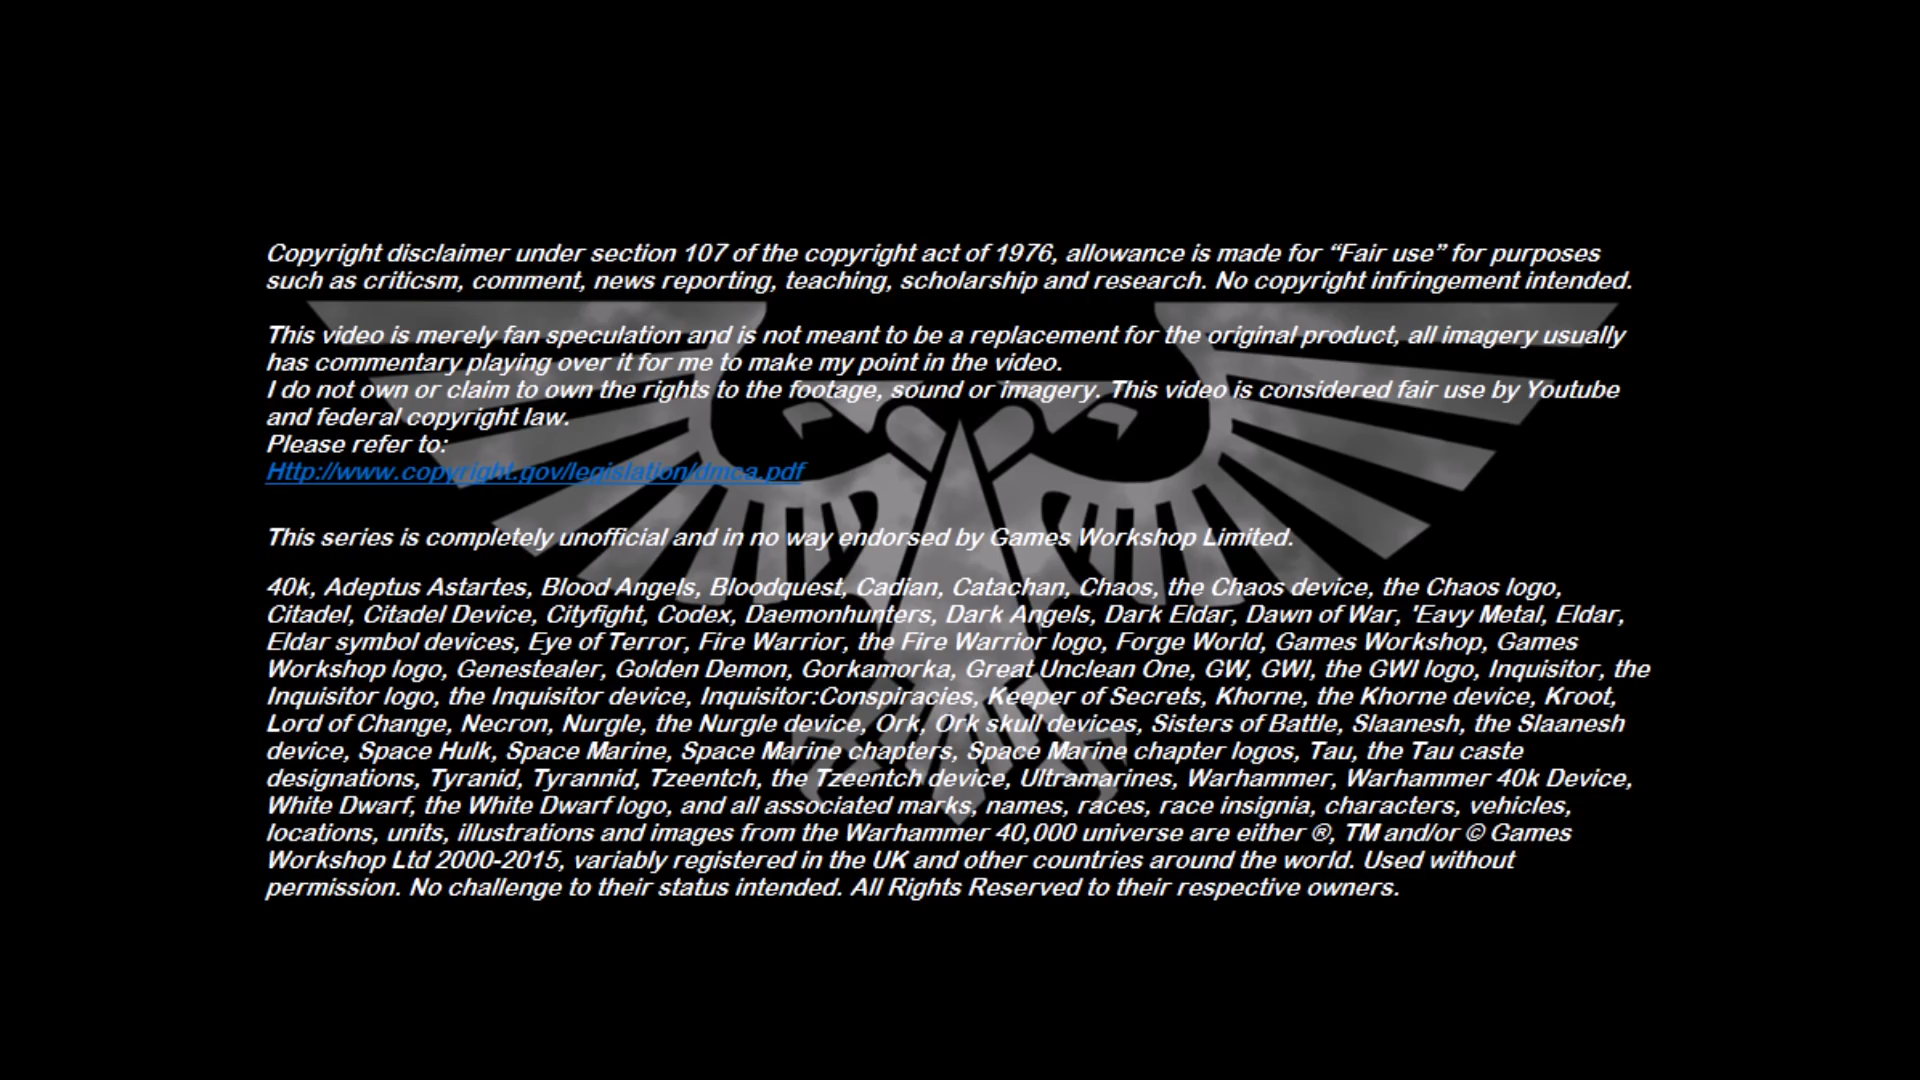 Copyright disclaimer under section 107 of the copyright act of 1976, allowance is made for “Fair use” for purposes
such as criticsm, comment, news reporting, teaching, scholarship and research. No copyright infringement intended.
This video is merely fan speculation and is not meant to be a replacement for the original product, all imagery usually
has commentary playing over it for me to make my point in the video.
I do not own or claim to own the rights to the footage, sound or imagery. This video is considered fair use by Youtube
and federal copyright law.
Please refer to:
Http://www.copyright.gov/legislation/dmca.pdf
This series is completely unofficial and in no way endorsed by Games Workshop Limited.
40k, Adeptus Astartes, Blood Angels, Bloodquest, Cadian, Catachan, Chaos, the Chaos device, the Chaos logo,
Citadel, Citadel Device, Cityfight, Codex, Daemonhunters, Dark Angels, Dark Eldar, Dawn of War, 'Eavy Metal, Eldar,
Eldar symbol devices, Eye of Terror, Fire Warrior, the Fire Warrior logo, Forge World, Games Workshop, Games
Workshop logo, Genestealer, Golden Demon, Gorkamorka, Great Unclean One, GW, GWI, the GWI logo, Inquisitor, the
Inquisitor logo, the Inquisitor device, Inquisitor:Conspiracies, Keeper of Secrets, Khorne, the Khorne device, Kroot,
Lord of Change, Necron, Nurgle, the Nurgle device, Ork, Ork skull devices, Sisters of Battle, Slaanesh, the Slaanesh
device, Space Hulk, Space Marine, Space Marine chapters, Space Marine chapter logos, Tau, the Tau caste
designations, Tyranid, Tyrannid, Tzeentch, the Tzeentch device, Ultramarines, Warhammer, Warhammer 40k Device,
White Dwarf, the White Dwarf logo, and all associated marks, names, races, race insignia, characters, vehicles,
locations, units, illustrations and images from the Warhammer 40,000 universe are either ®, TM and/or © Games
Workshop Ltd 2000-2015, variably registered in the UK and other countries around the world. Used without
permission. No challenge to their status intended. All Rights Reserved to their respective owners.